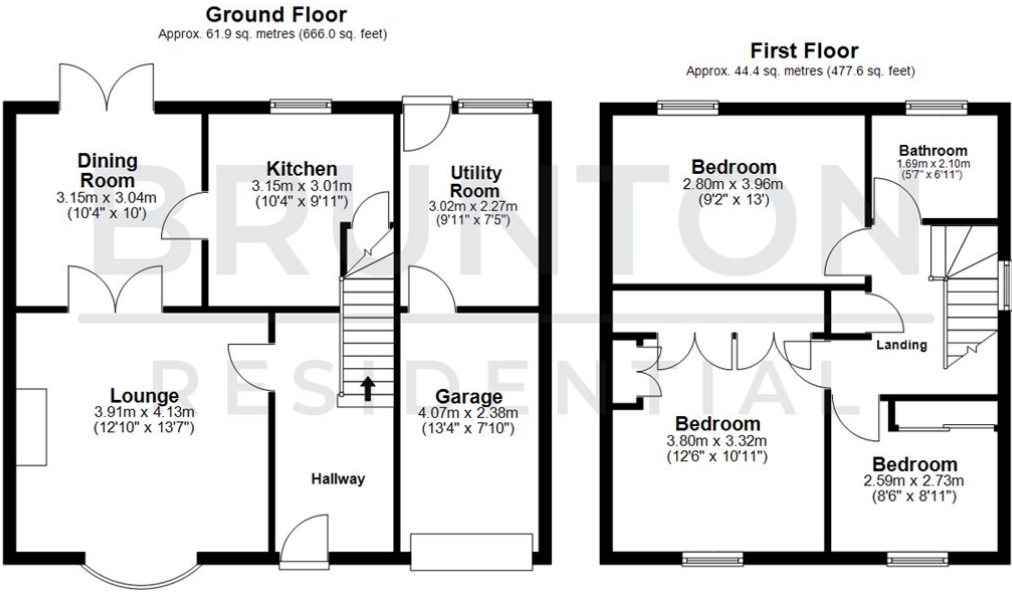 Ground Floor
Approx. 61.9 sq. metres (666.0 sq. feet)
Dining
Room
3.15m x 3.04m
(10'4" x 10')
Kitchen
3.15m x 3.01m
(10'4" x 9'11")
Utility
Room
3.02m x 2.27m
(9'11" x 7'5")
Lounge
3.91m x 4.13m
(12'10" x 13'7")
Hallway
Garage
4.07m x 2.38m
(13'4" x 7'10")
First Floor
Approx. 44.4 sq. metres (477.6 sq. feet)
Bedroom
2.80m x 3.96m
(9'2" x 13')
Bathroom
1.69m x 2.10m
(5'7" x 6'11")
Landing
Bedroom
3.80m x 3.32m
(12'6" x 10'11")
Bedroom
2.59m x 2.73m
(8'6" x 8'11")
BRUNTON
RESIDENTIAL